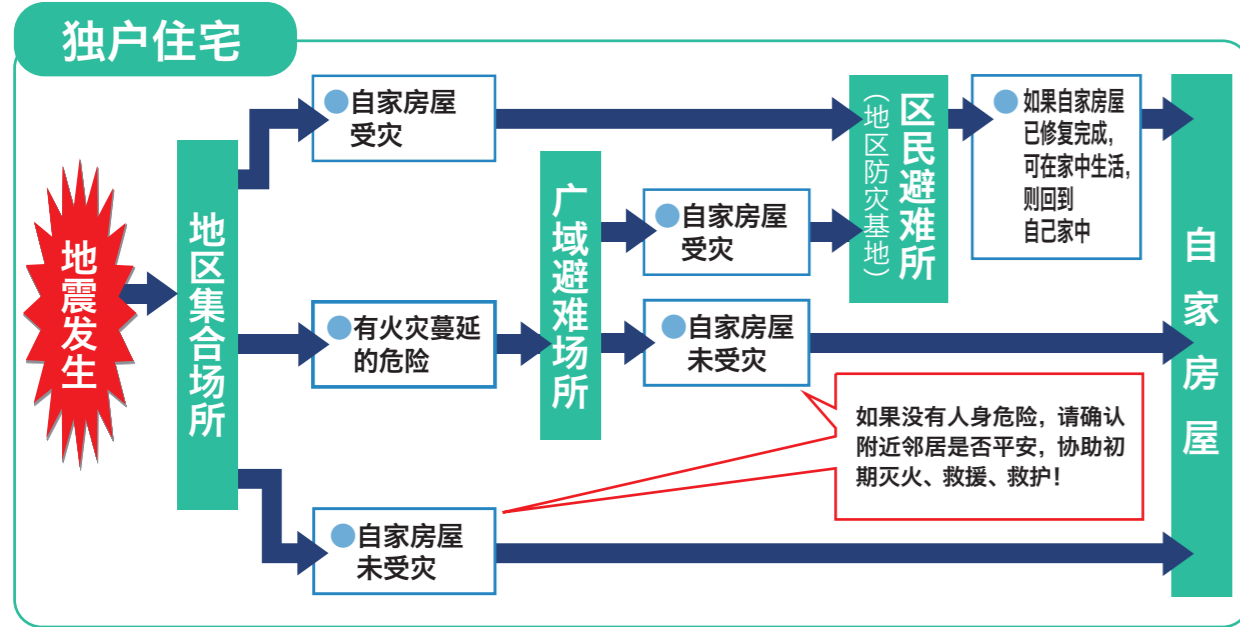 独户住宅
地震发生
地区集合场所
自家房屋
受灾
有火灾蔓延
的危险
自家房屋
未受灾
广域避难场所
自家房屋
受灾
自家房屋
未受灾
区民避难所
（地区防灾基地）
如果自家房屋
已修复完成，
可在家中生活，
则回到
自己家中
如果没有人身危险，请确认
附近邻居是否平安，协助初
期灭火、救援、救护！
自家房屋